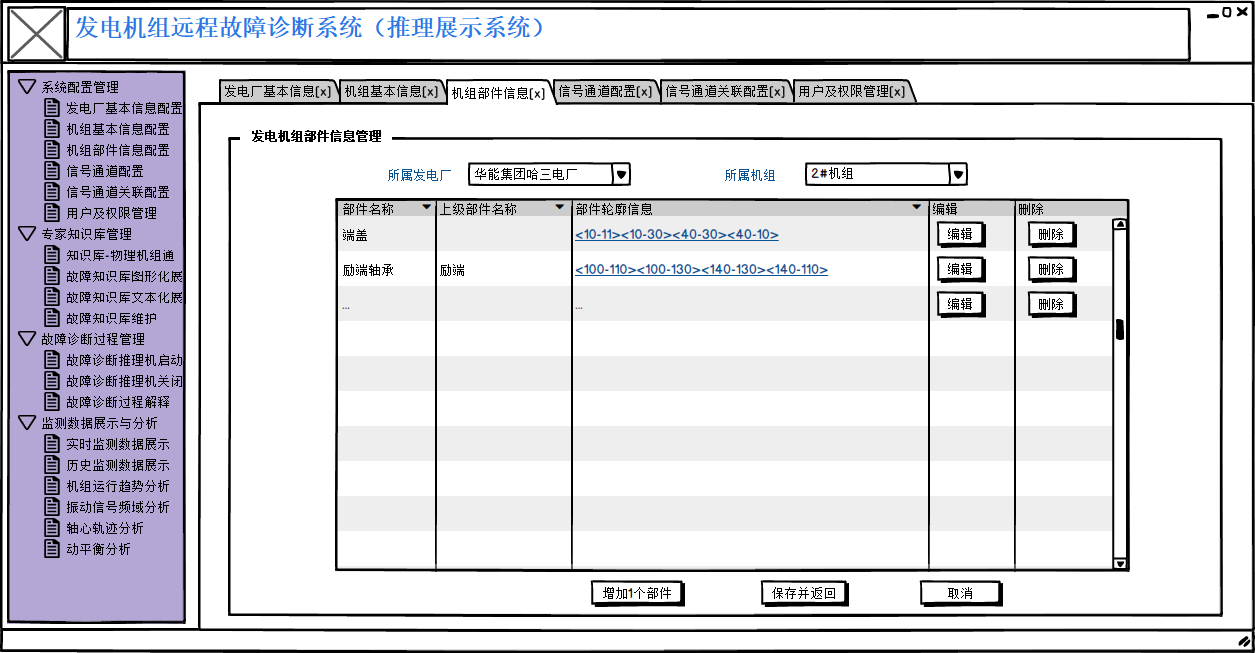 发电机组远程故障诊断系统（推理展示系统）
系统配置管理
发电厂基本信息配置
机组基本信息配置
机组部件信息配置
信号通道配置
信号通道关联配置
用户及权限管理
专家知识库管理
知识库-物理机组通
故障知识库图形化展
故障知识库文本化展
故障知识库维护
故障诊断过程管理
故障诊断推理机启动
故障诊断推理机关闭
故障诊断过程解释
监测数据展示与分析
实时监测数据展示
历史监测数据展示
机组运行趋势分析
振动信号频域分析
轴心轨迹分析
动平衡分析
发电厂基本信息[x] 机组基本信息[x] 机组部件信息[x] 信号通道配置[x] 信号通道关联配置[x] 用户及权限管理[x]
发电机组部件信息管理
所属发电厂 华能集团哈三电厂 所属机组 2#机组
部件名称 上级部件名称 部件轮廓信息 编辑 删除
端盖 <10-11><10-30><40-30><40-10> 编辑 删除
励端轴承 励端 <100-110><100-130><140-130><140-110> 编辑 删除
... ... 编辑 删除
增加1个部件 保存并返回 取消